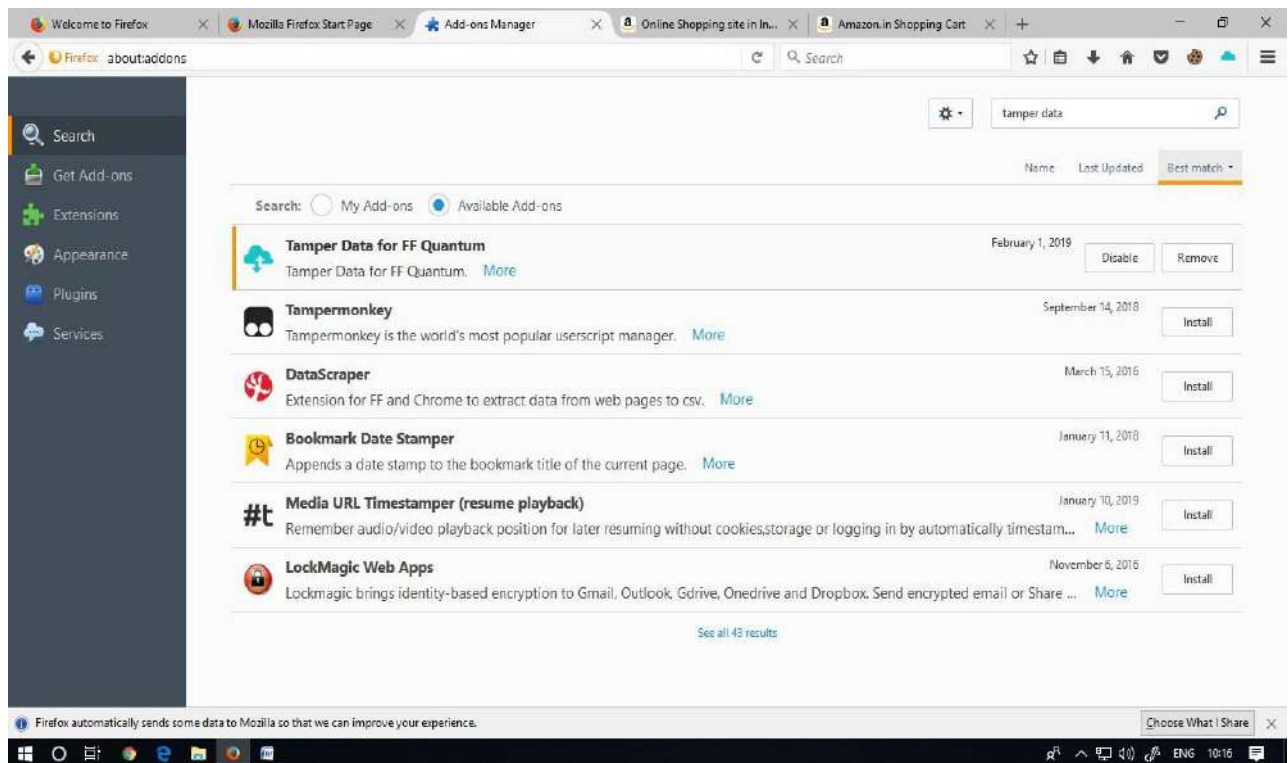 Welcome to Firefox
Mozilla Firefox Start Page
Add-ons Manager
Online Shopping site in In...
Amazon.in Shopping Cart
Firefox about:addons
Search
tamper data
Search
Get Add-ons
Extensions
Appearance
Plugins
Services
Name Last Updated Best match
Search: My Add-ons Available Add-ons
Tamper Data for FF Quantum February 1, 2019
Tamper Data for FF Quantum. More
Disable Remove
Tampermonkey September 14, 2018
Tampermonkey is the world's most popular userscript manager. More
Install
DataScraper March 15, 2016
Extension for FF and Chrome to extract data from web pages to csv. More
Install
Bookmark Date Stamper January 11, 2018
Appends a date stamp to the bookmark title of the current page. More
Install
#t
Media URL Timestamper (resume playback) January 10, 2019
Remember audio/video playback position for later resuming without cookies,storage or logging in by automatically timestam... More
Install
LockMagic Web Apps November 6, 2016
Lockmagic brings identity-based encryption to Gmail, Outlook, Gdrive, Onedrive and Dropbox. Send encrypted email or Share ... More
Install
See all 43 results
Firefox automatically sends some data to Mozilla so that we can improve your experience.
Choose What I Share
ENG 10:16